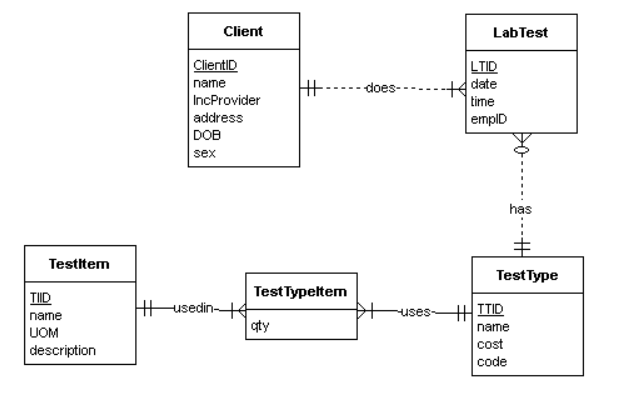 Client
ClientID
name
IncProvider
address
DOB
sex
does
LabTest
LTID
date
time
empID
has
TestItem
TIID
name
UOM
description
usedin
TestTypeItem
qty
uses
TestType
TTID
name
cost
code